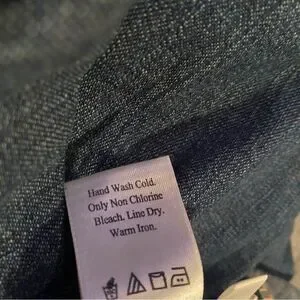 Hand Wash Cold.
Only Non Chlorine
Bleach. Line Dry.
Warm Iron.